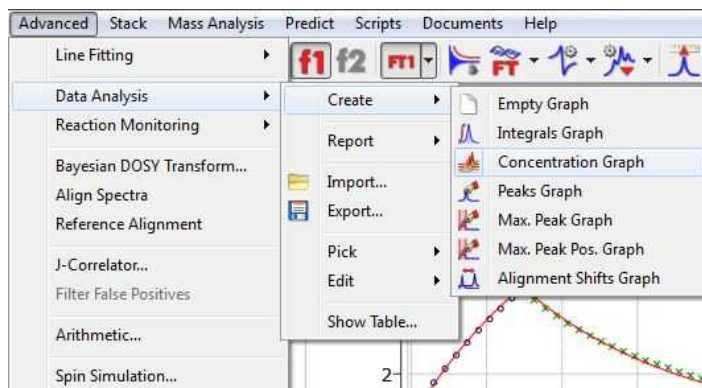 Advanced Stack Mass Analysis Predict Scripts Documents Help
Line Fitting
Data Analysis
Reaction Monitoring
Bayesian DOSY Transform...
Align Spectra
Reference Alignment
J-Correlator...
Filter False Positives
Arithmetic...
Spin Simulation...
f1 f2 FT1 FT
Create
Report
Import...
Export...
Pick
Edit
Show Table...
Empty Graph
Integrals Graph
Concentration Graph
Peaks Graph
Max. Peak Graph
Max. Peak Pos. Graph
Alignment Shifts Graph
2